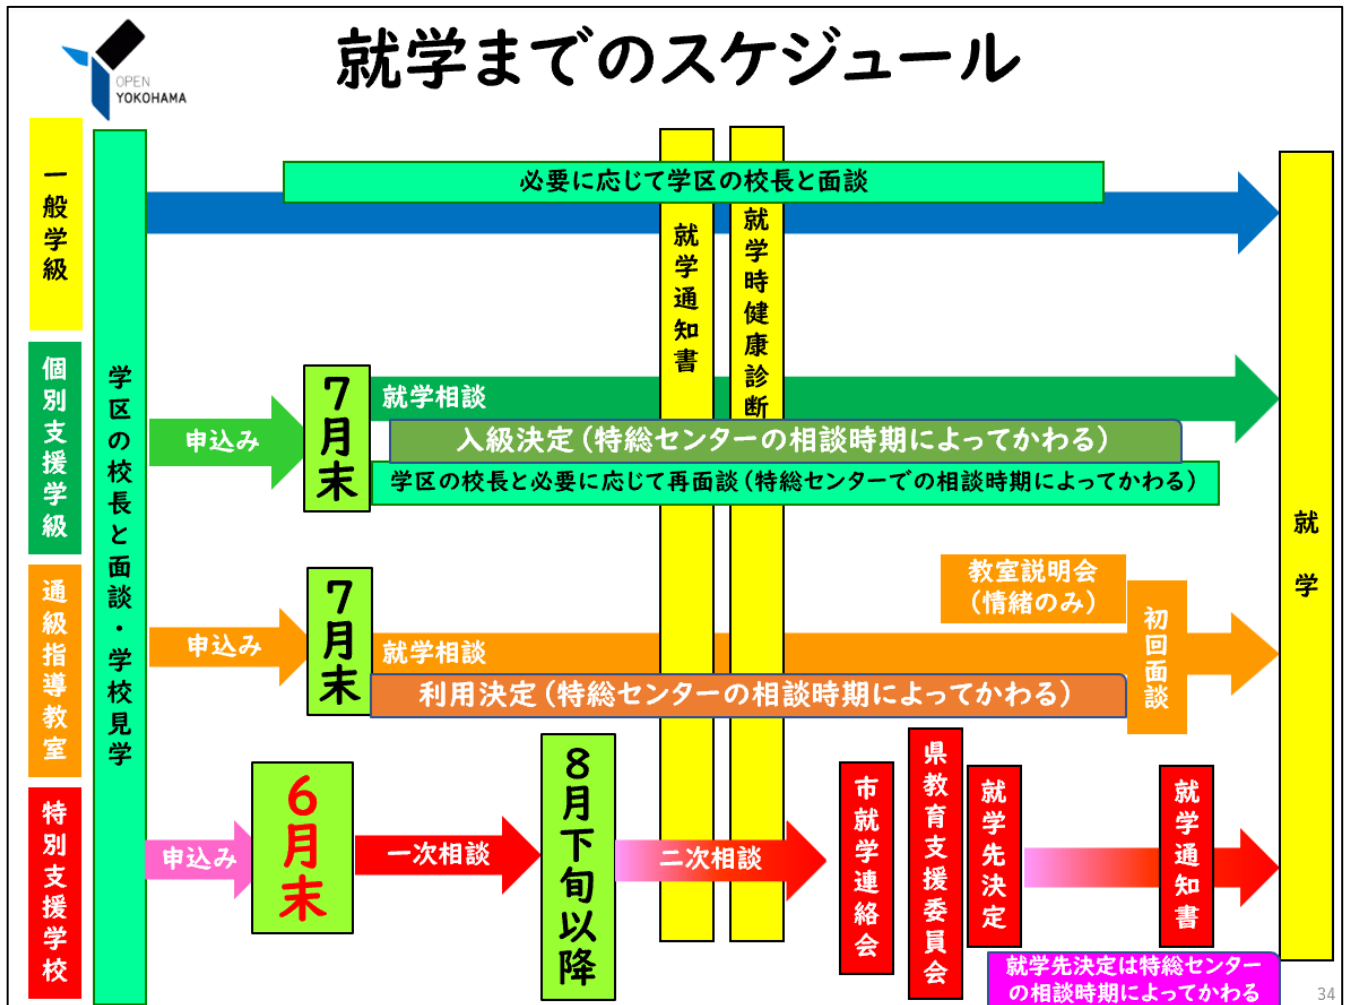 就学までのスケジュール
OPEN
YOKOHAMA
一般学級
学区の校長と面談・学校見学
必要に応じて学区の校長と面談
就学通知書
就学時健康診断
就学
個別支援学級
申込み
7月末
就学相談
入級決定（特総センターの相談時期によってかわる）
学区の校長と必要に応じて再面談（特総センターでの相談時期によってかわる）
通級指導教室
申込み
7月末
就学相談
利用決定（特総センターの相談時期によってかわる）
教室説明会
（情緒のみ）
初回面談
特別支援学校
申込み
6月末
一次相談
8月下旬以降
二次相談
市就学連絡会
県教育支援委員会
就学先決定
就学通知書
就学先決定は特総センター
の相談時期によってかわる
34